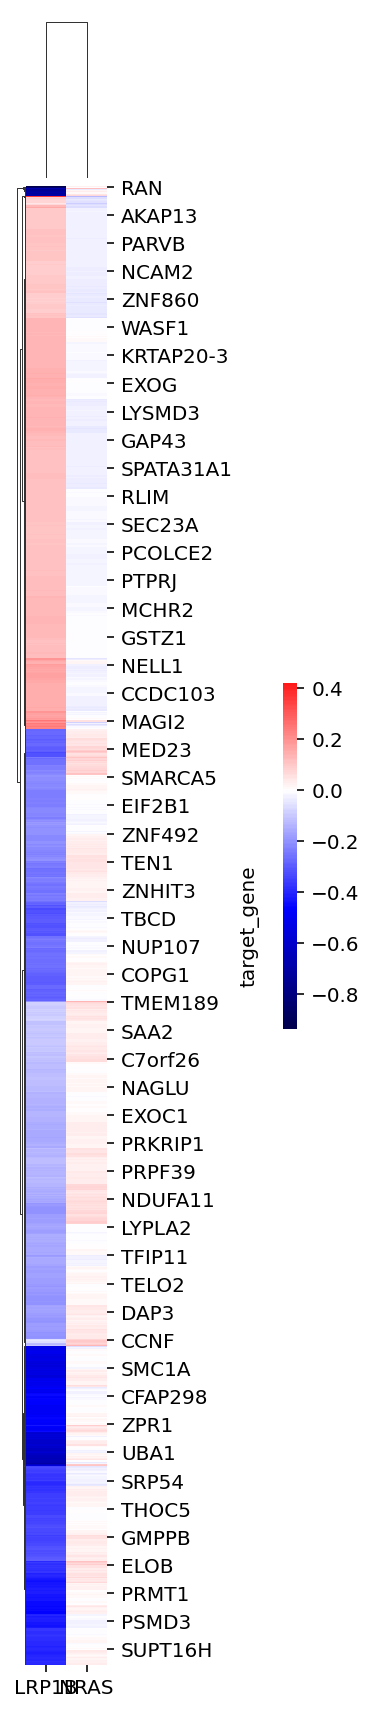 RAN
AKAP13
PARVB
NCAM2
ZNF860
WASF1
KRTAP20-3
EXOG
LYSMD3
GAP43
SPATA31A1
RLIM
SEC23A
PCOLCE2
PTPRJ
MCHR2
GSTZ1
NELL1
CCDC103
MAGI2
MED23
SMARCA5
EIF2B1
ZNF492
TEN1
ZNHIT3
TBCD
NUP107
COPG1
TMEM189
SAA2
C7orf26
NAGLU
EXOC1
PRKRIP1
PRPF39
NDUFA11
LYPLA2
TFIP11
TELO2
DAP3
CCNF
SMC1A
CFAP298
ZPR1
UBA1
SRP54
THOC5
GMPPB
ELOB
PRMT1
PSMD3
SUPT16H
LRP1B
NRAS
target_gene
0.4
0.2
0.0
−0.2
−0.4
−0.6
−0.8